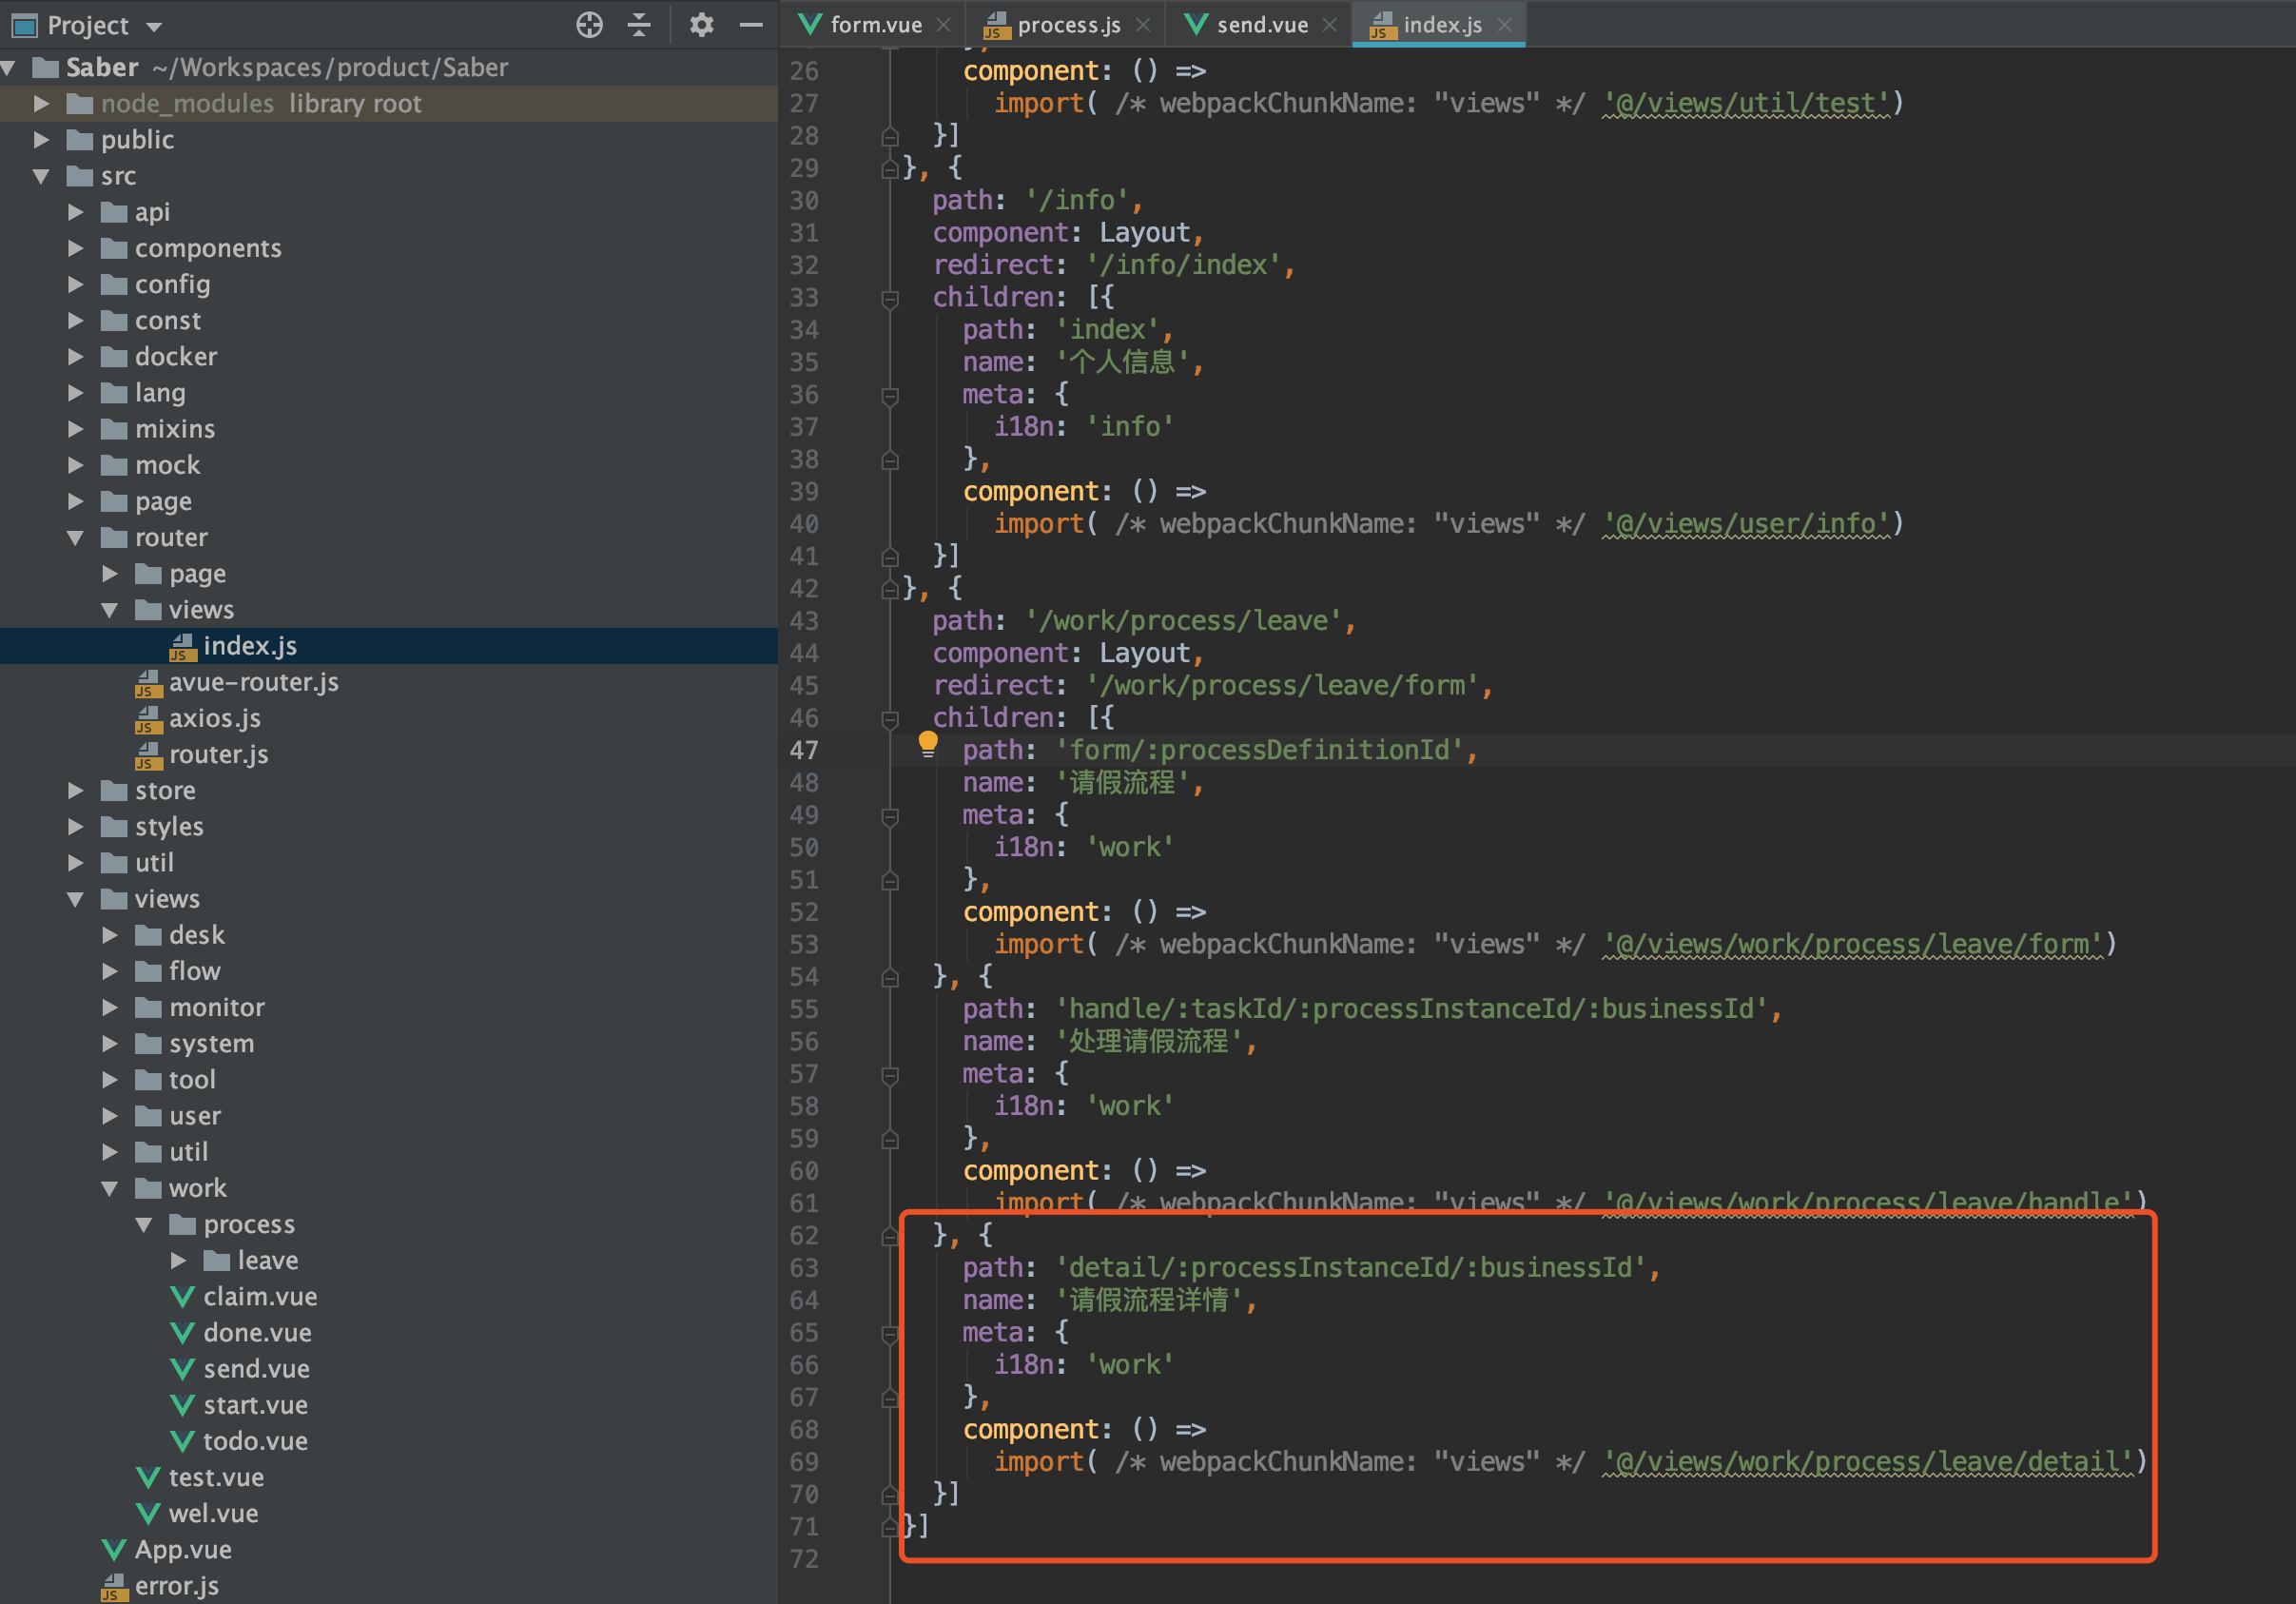 Project
Saber ~/Workspaces/product/Saber
node_modules library root
public
src
api
components
config
const
docker
lang
mixins
mock
page
router
page
views
index.js
avue-router.js
axios.js
router.js
store
styles
util
views
desk
flow
monitor
system
tool
user
util
work
process
leave
claim.vue
done.vue
send.vue
start.vue
todo.vue
test.vue
wel.vue
App.vue
error.js
form.vue process.js send.vue index.js
26 component: () =>
27 import( /* webpackChunkName: "views" */ '@/views/util/test')
28 }]
29 }, {
30 path: '/info',
31 component: Layout,
32 redirect: '/info/index',
33 children: [{
34 path: 'index',
35 name: '个人信息',
36 meta: {
37 i18n: 'info'
38 },
39 component: () =>
40 import( /* webpackChunkName: "views" */ '@/views/user/info')
41 }]
42 }, {
43 path: '/work/process/leave',
44 component: Layout,
45 redirect: '/work/process/leave/form',
46 children: [{
47 path: 'form/:processDefinitionId',
48 name: '请假流程',
49 meta: {
50 i18n: 'work'
51 },
52 component: () =>
53 import( /* webpackChunkName: "views" */ '@/views/work/process/leave/form')
54 }, {
55 path: 'handle/:taskId/:processInstanceId/:businessId',
56 name: '处理请假流程',
57 meta: {
58 i18n: 'work'
59 },
60 component: () =>
61 import( /* webpackChunkName: "views" */ '@/views/work/process/leave/handle')
62 }, {
63 path: 'detail/:processInstanceId/:businessId',
64 name: '请假流程详情',
65 meta: {
66 i18n: 'work'
67 },
68 component: () =>
69 import( /* webpackChunkName: "views" */ '@/views/work/process/leave/detail')
70 }]
71 }]
72